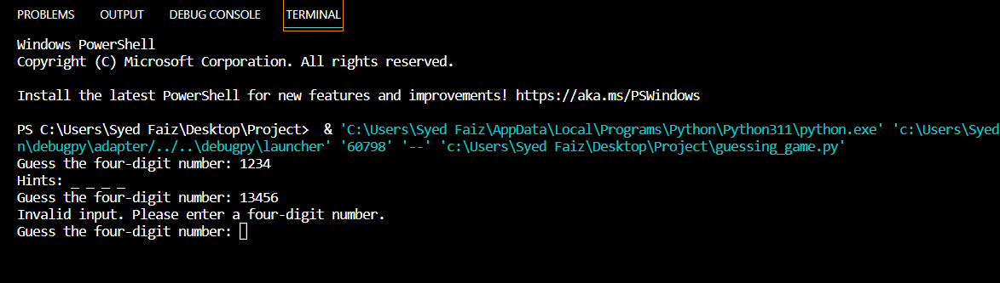 PROBLEMS OUTPUT DEBUG CONSOLE TERMINAL
Windows PowerShell
Copyright (C) Microsoft Corporation. All rights reserved.
Install the latest PowerShell for new features and improvements! https://aka.ms/PSWindows
PS C:\Users\Syed Faiz\Desktop\Project>  & 'C:\Users\Syed Faiz\AppData\Local\Programs\Python\Python311\python.exe' 'c:\Users\Syed
n\debugpy\adapter/../..\debugpy\launcher' '60798' '--' 'c:\Users\Syed Faiz\Desktop\Project\guessing_game.py'
Guess the four-digit number: 1234
Hints: _ _ _ _
Guess the four-digit number: 13456
Invalid input. Please enter a four-digit number.
Guess the four-digit number: